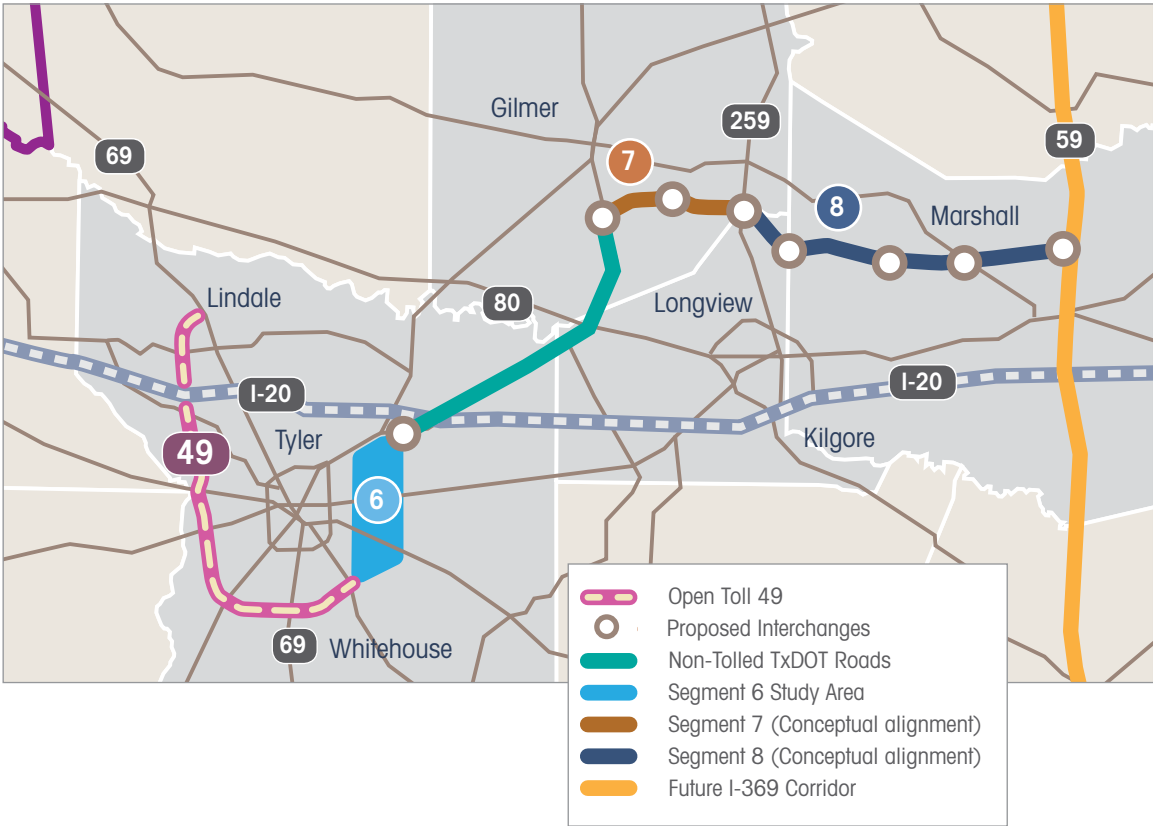 Gilmer
259
59
7
69
8
Marshall
Lindale
80
Longview
I-20
I-20
Tyler
49
Kilgore
6
69
Whitehouse
Open Toll 49
Proposed Interchanges
Non-Tolled TxDOT Roads
Segment 6 Study Area
Segment 7 (Conceptual alignment)
Segment 8 (Conceptual alignment)
Future I-369 Corridor